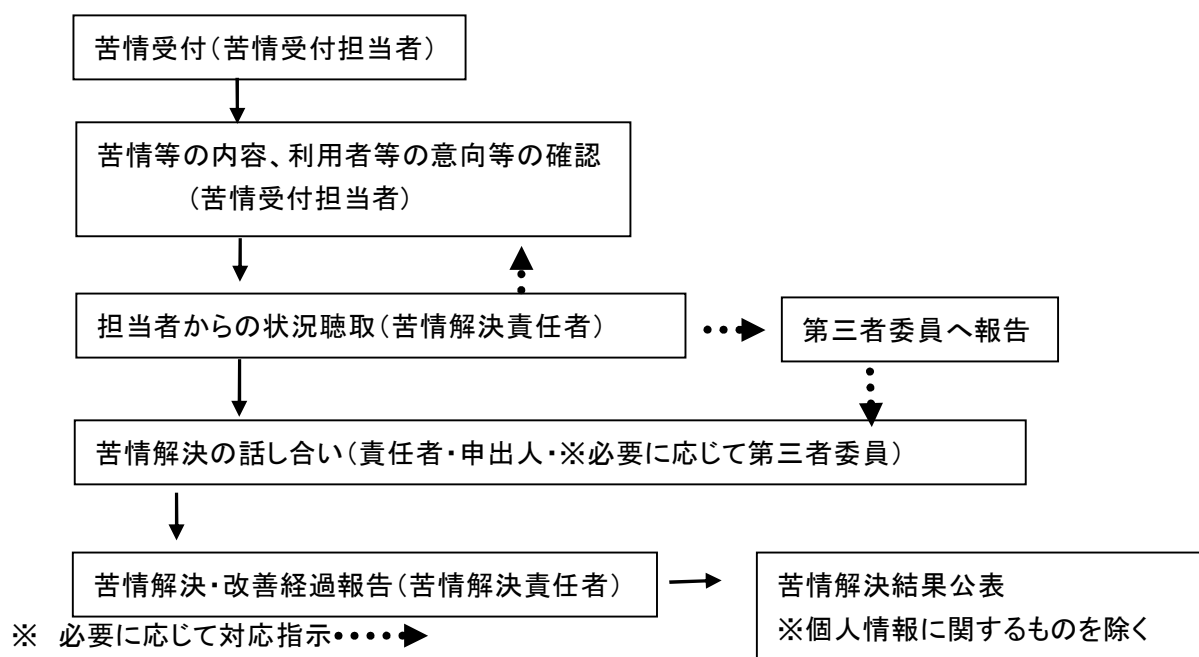 苦情受付(苦情受付担当者)
苦情等の内容、利用者等の意向等の確認
(苦情受付担当者)
担当者からの状況聴取(苦情解決責任者)
第三者委員へ報告
苦情解決の話し合い(責任者・申出人・※必要に応じて第三者委員)
苦情解決・改善経過報告(苦情解決責任者)
苦情解決結果公表
※個人情報に関するものを除く
※ 必要に応じて対応指示